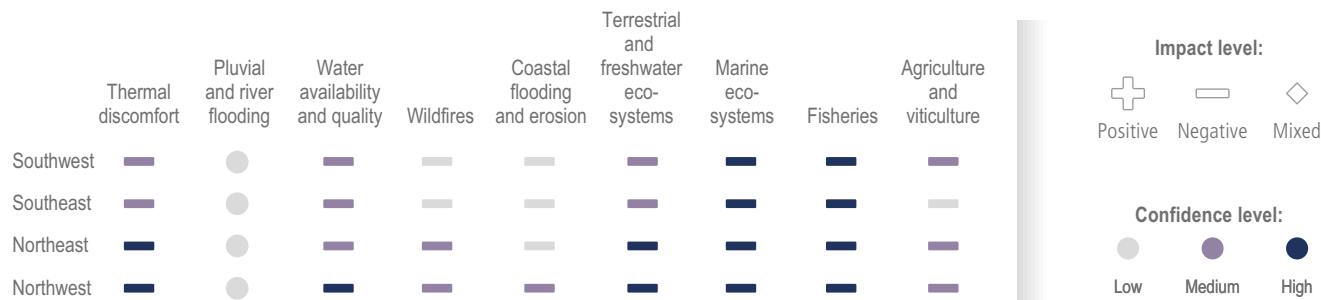 Thermal
discomfort
Pluvial
and river
flooding
Water
availability
and quality
Wildfires
Coastal
flooding
and erosion
Terrestrial
and
freshwater
eco-
systems
Marine
eco-
systems
Fisheries
Agriculture
and
viticulture
Southwest
Southeast
Northeast
Northwest
Impact level:
Positive Negative Mixed
Confidence level:
Low Medium High